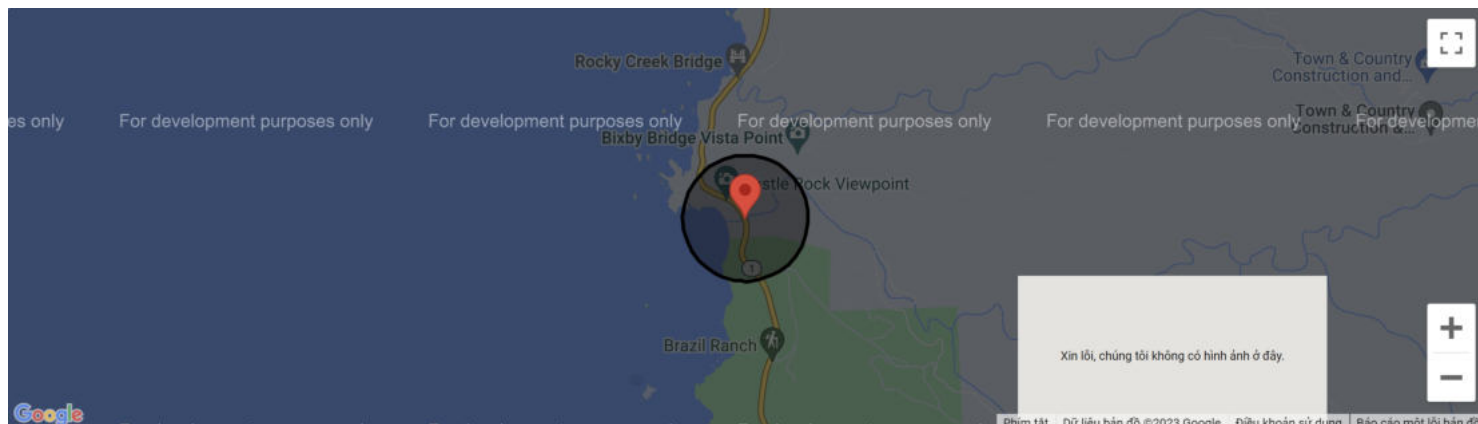 Rocky Creek Bridge
Town & Country
Construction and...
es only
For development purposes only
For development purposes only
For development purposes only
For development purposes only
For developme
Town & Country
Construction &...
Bixby Bridge Vista Point
stle Rock Viewpoint
1
Brazil Ranch
Xin lỗi, chúng tôi không có hình ảnh ở đây.
Google
Phím tắt
Dữ liệu bản đồ ©2023 Google
Điều khoản sử dụng
Báo cáo một lỗi bản đồ